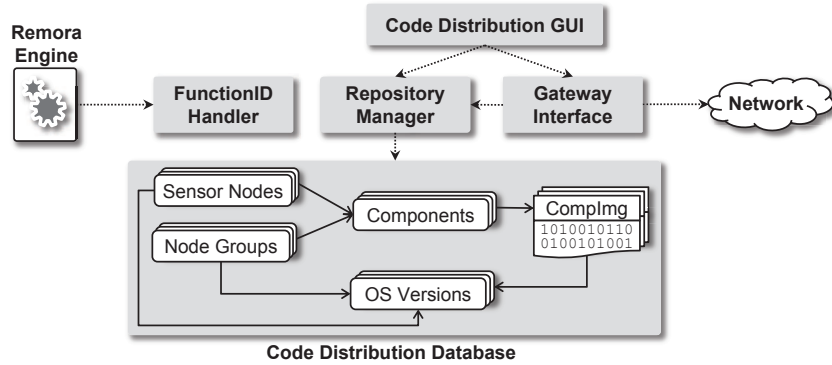 Code Distribution GUI
Remora
Engine
FunctionID
Handler
Repository
Manager
Gateway
Interface
Network
Sensor Nodes
Node Groups
Components
CompImg
1010010110
0100101001
OS Versions
Code Distribution Database